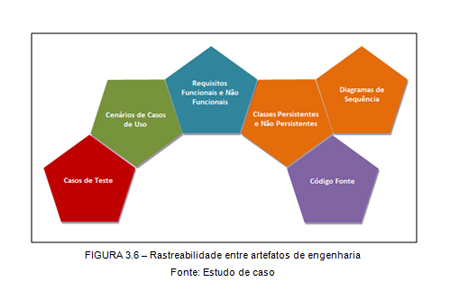 Requisitos
Funcionais e Não
Funcionais
Diagramas de
Sequência
Cenários de Casos
de Uso
Classes Persistentes
e Não Persistentes
Casos de Teste
Código Fonte
FIGURA 3.6 – Rastreabilidade entre artefatos de engenharia
Fonte: Estudo de caso